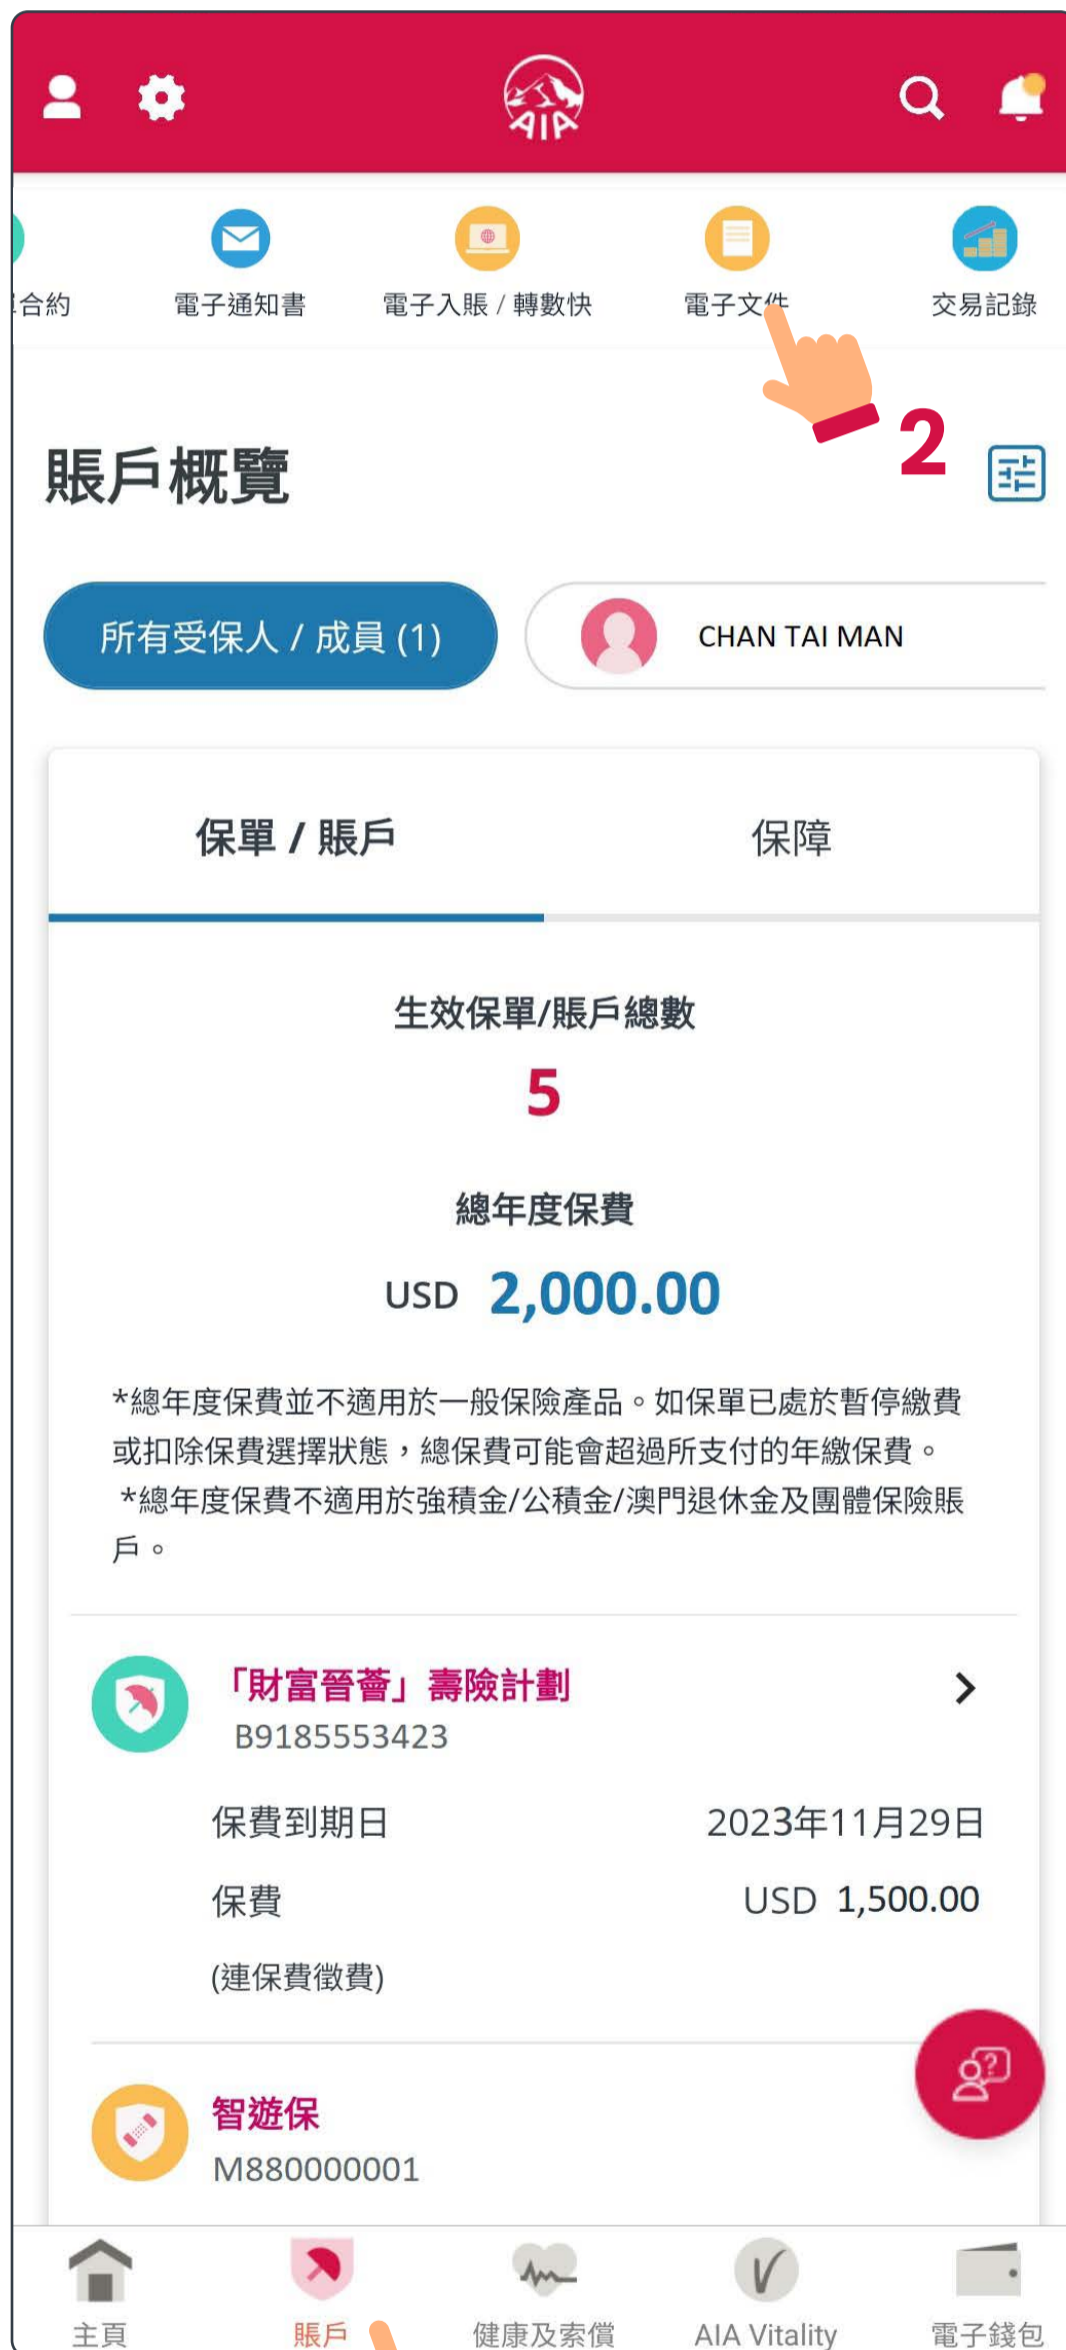 AIA
合約
電子通知書
電子入賬 / 轉數快
電子文件
交易記錄
2
賬戶概覽
所有受保人 / 成員 (1)
CHAN TAI MAN
保單 / 賬戶
保障
生效保單/賬戶總數
5
總年度保費
USD 2,000.00
*總年度保費並不適用於一般保險產品。如保單已處於暫停繳費
或扣除保費選擇狀態，總保費可能會超過所支付的年繳保費。
*總年度保費不適用於強積金/公積金/澳門退休金及團體保險賬
戶。
「財富晉薈」壽險計劃
B9185553423
保費到期日 2023年11月29日
保費 USD 1,500.00
(連保費徵費)
智遊保
M880000001
主頁
賬戶
健康及索償
AIA Vitality
電子錢包